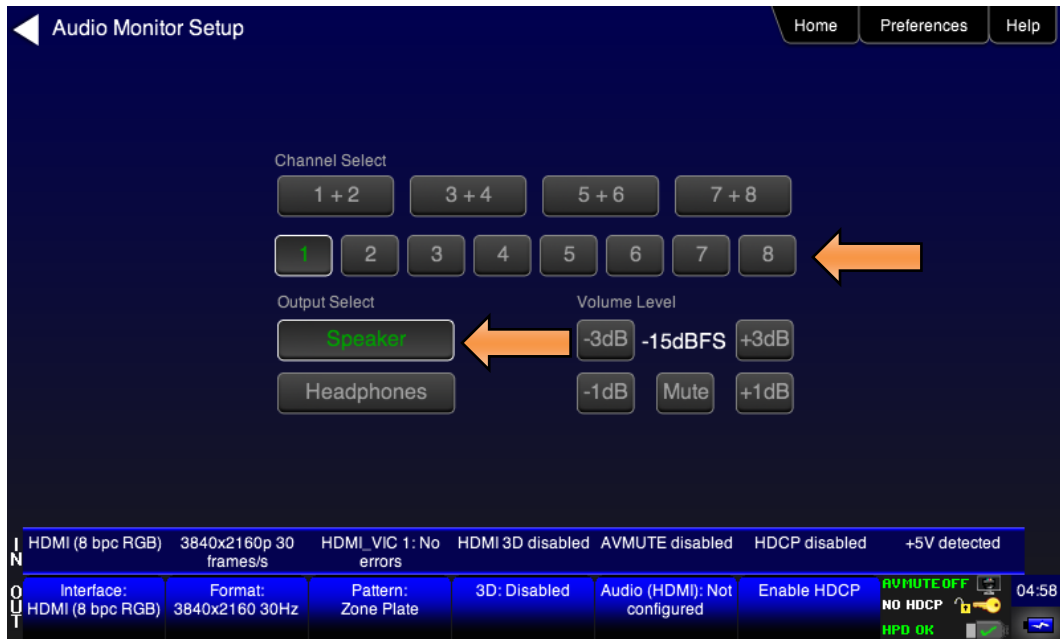 Audio Monitor Setup
Home
Preferences
Help
Channel Select
1 + 2
3 + 4
5 + 6
7 + 8
1
2
3
4
5
6
7
8
Output Select
Volume Level
Speaker
-3dB
-15dBFS
+3dB
Headphones
-1dB
Mute
+1dB
IN
HDMI (8 bpc RGB)
3840x2160p 30
frames/s
HDMI_VIC 1: No
errors
HDMI 3D disabled
AVMUTE disabled
HDCP disabled
+5V detected
OUT
Interface:
HDMI (8 bpc RGB)
Format:
3840x2160 30Hz
Pattern:
Zone Plate
3D: Disabled
Audio (HDMI): Not
configured
Enable HDCP
AVMUTEOFF
NO HDCP
HPD OK
04:58